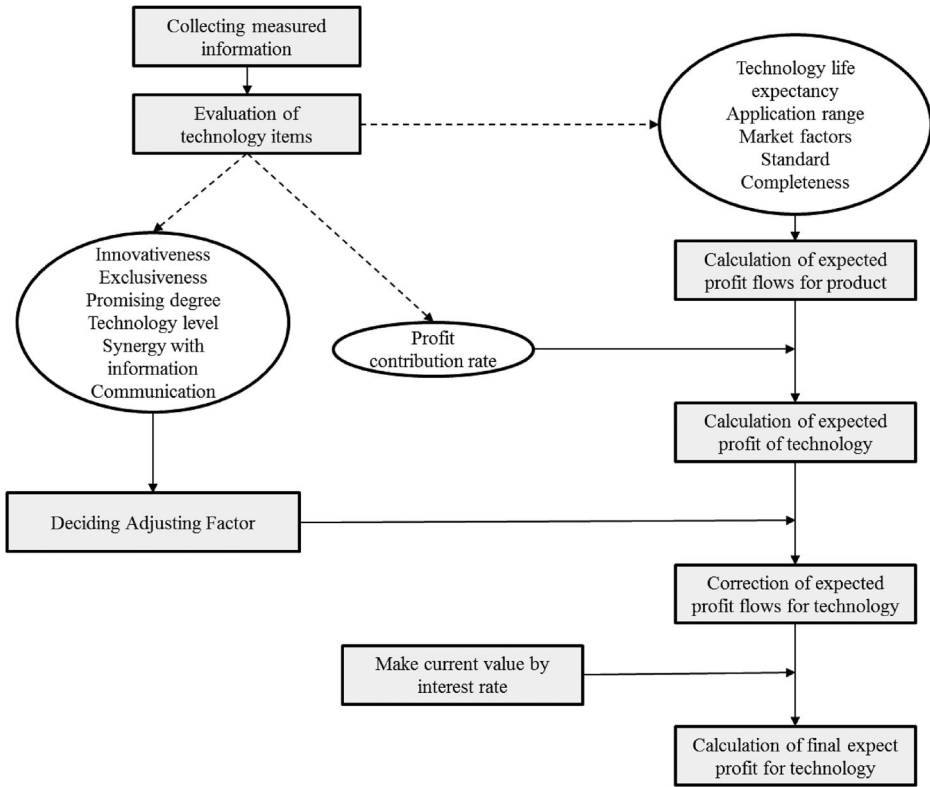 Collecting measured
information
Evaluation of
technology items
Technology life
expectancy
Application range
Market factors
Standard
Completeness
Innovativeness
Exclusiveness
Promising degree
Technology level
Synergy with
information
Communication
Profit
contribution rate
Calculation of expected
profit flows for product
Calculation of expected
profit of technology
Deciding Adjusting Factor
Correction of expected
profit flows for technology
Make current value by
interest rate
Calculation of final expect
profit for technology